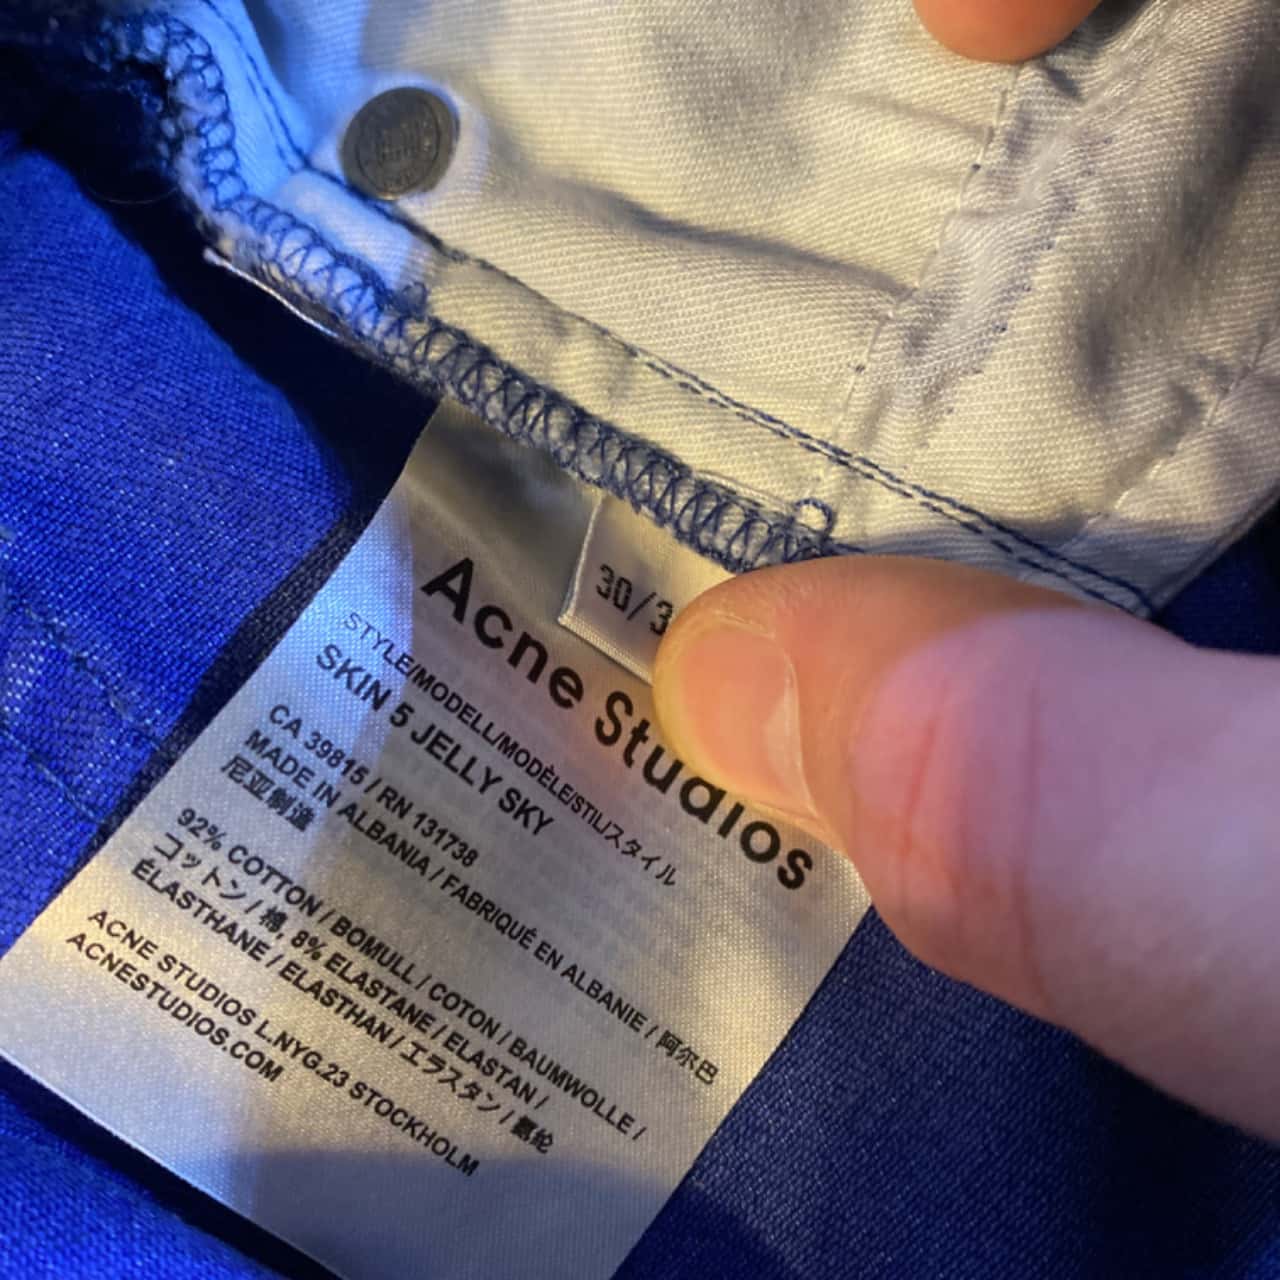 30/3
Acne Studios
STYLE/MODELL/MODÈLE/STIL/スタイル
SKIN 5 JELLY SKY
CA 39815 / RN 131738
MADE IN ALBANIA / FABRIQUÉ EN ALBANIE / 阿尔巴
尼亚制造
92% COTTON / BOMULL / COTON / BAUMWOLLE /
コットン / 棉, 8% ELASTANE / ELASTAN /
ÉLASTHANE / ELASTHAN / エラスタン / 氨纶
ACNE STUDIOS L.NYG.23 STOCKHOLM
ACNESTUDIOS.COM